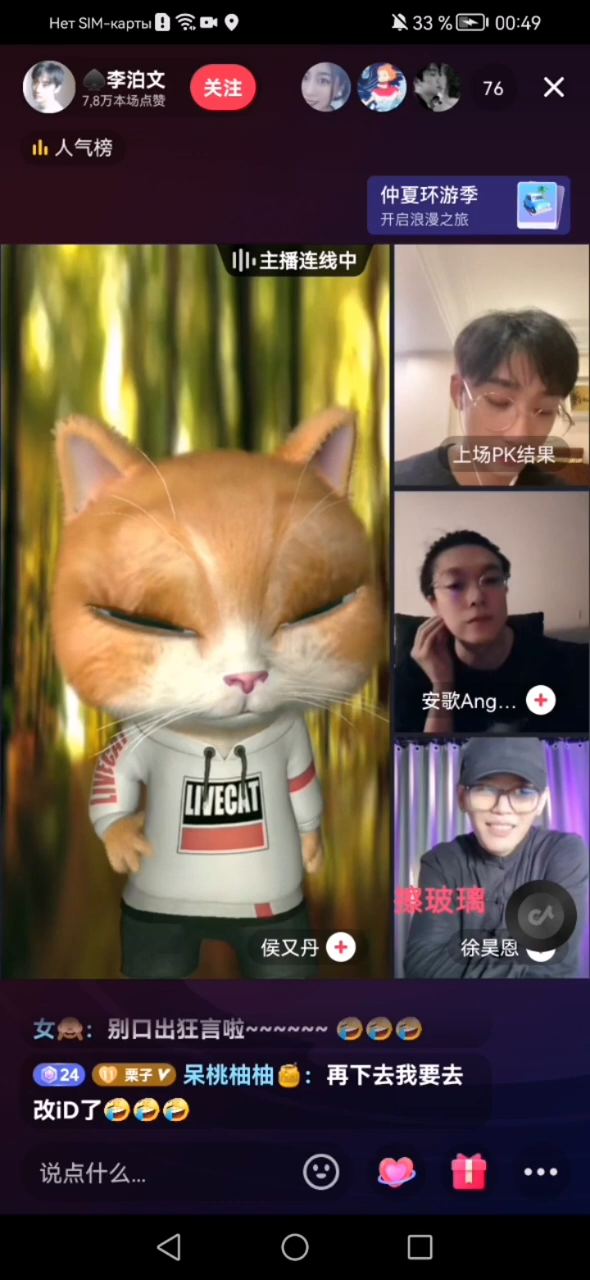 Нет SIM-карты
33 %
00:49
♠李泊文
7,8万本场点赞
关注
76
人气榜
仲夏环游季
开启浪漫之旅
主播连线中
上场PK结果
LIVECAT
LIVECAT
安歌Ang...
擦玻璃
侯又丹
徐昊恩
女🙈：别口出狂言啦~~~~~~ 🤣🤣🤣
24 栗子 V 呆桃柚柚🍯：再下去我要去
改iD了🤣🤣🤣
说点什么...